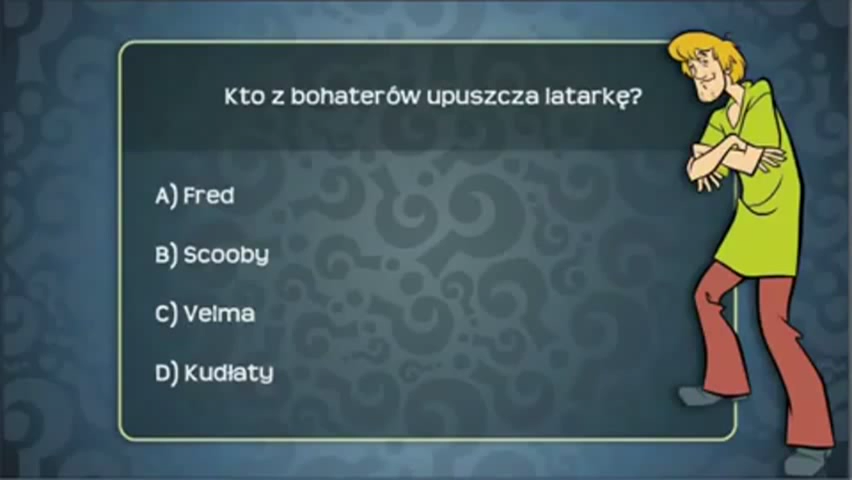 Kto z bohaterów upuszcza latarkę?
A) Fred
B) Scooby
C) Velma
D) Kudłaty